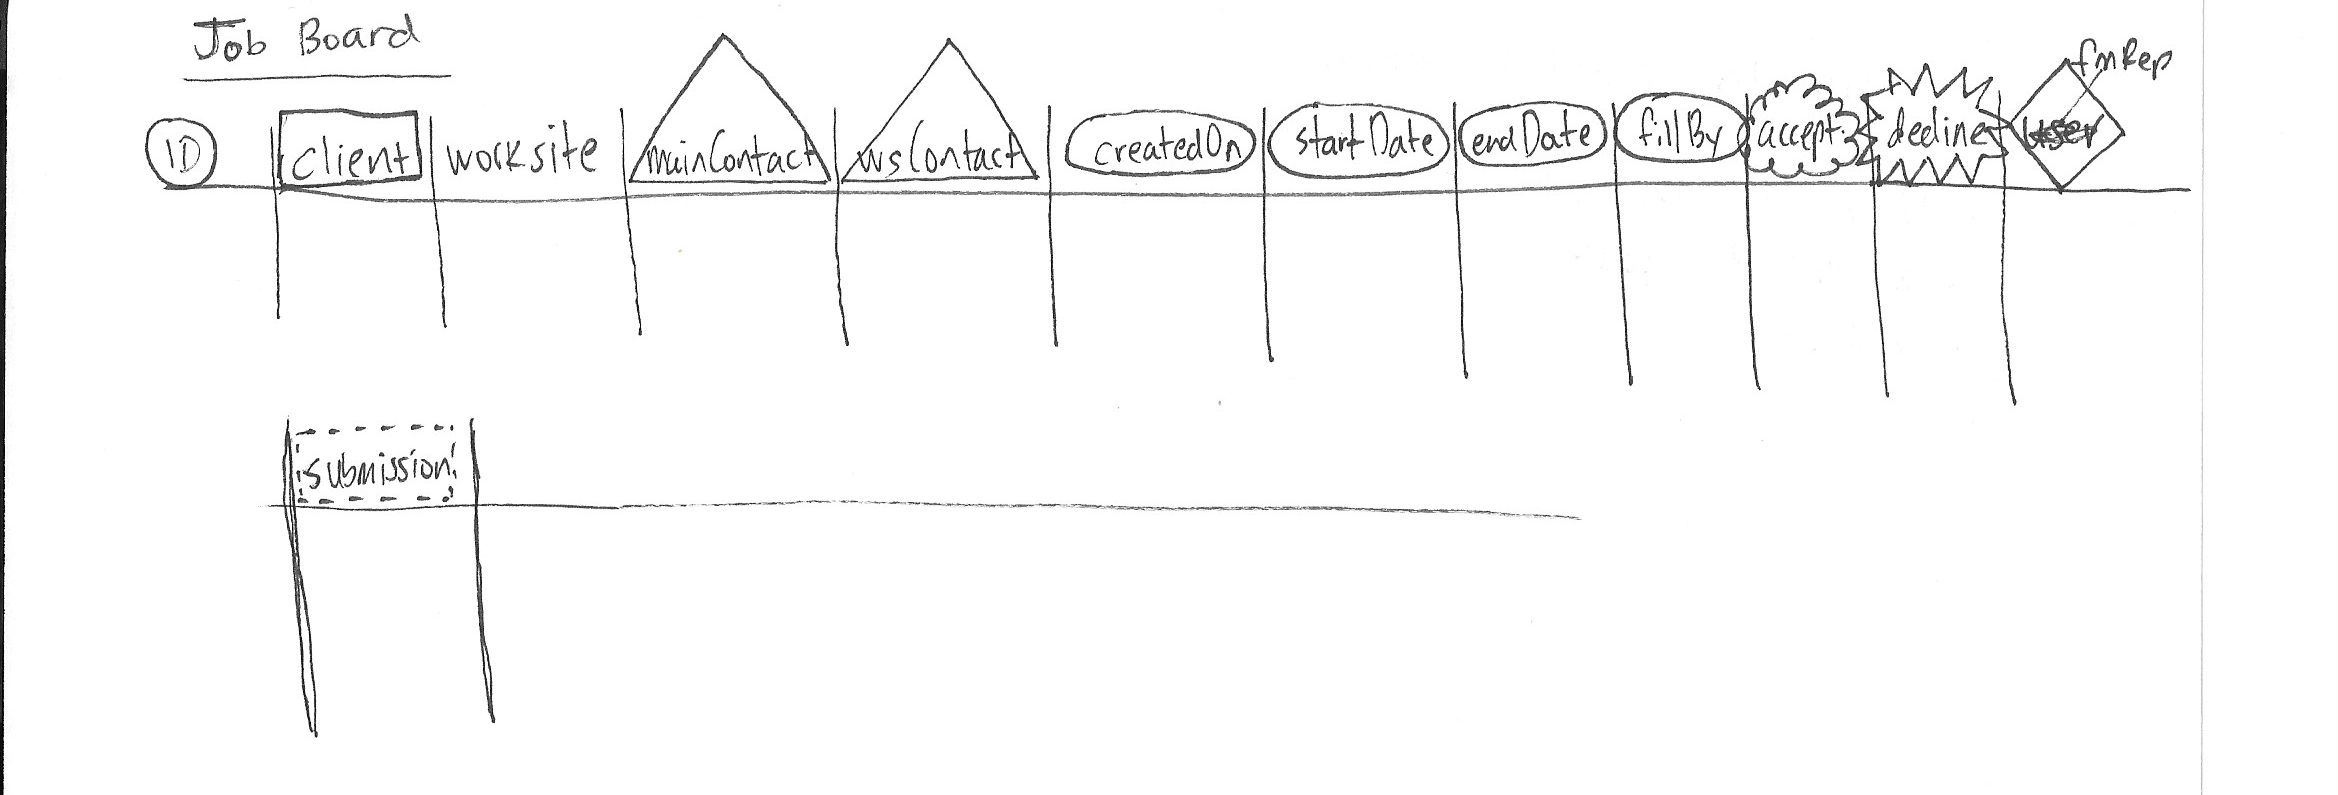 Job Board
fmRep
ID client worksite mainContact wsContact createdOn startDate endDate fillBy accept decline user
submission